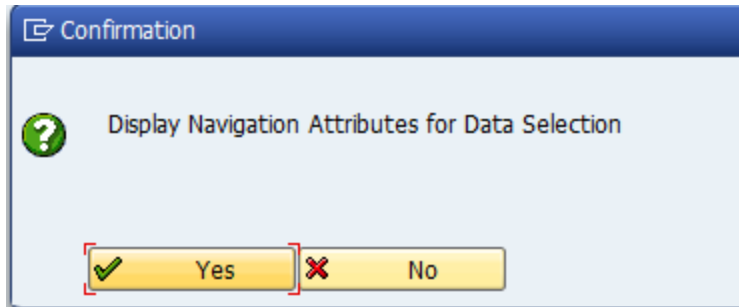 Confirmation
Display Navigation Attributes for Data Selection
Yes No